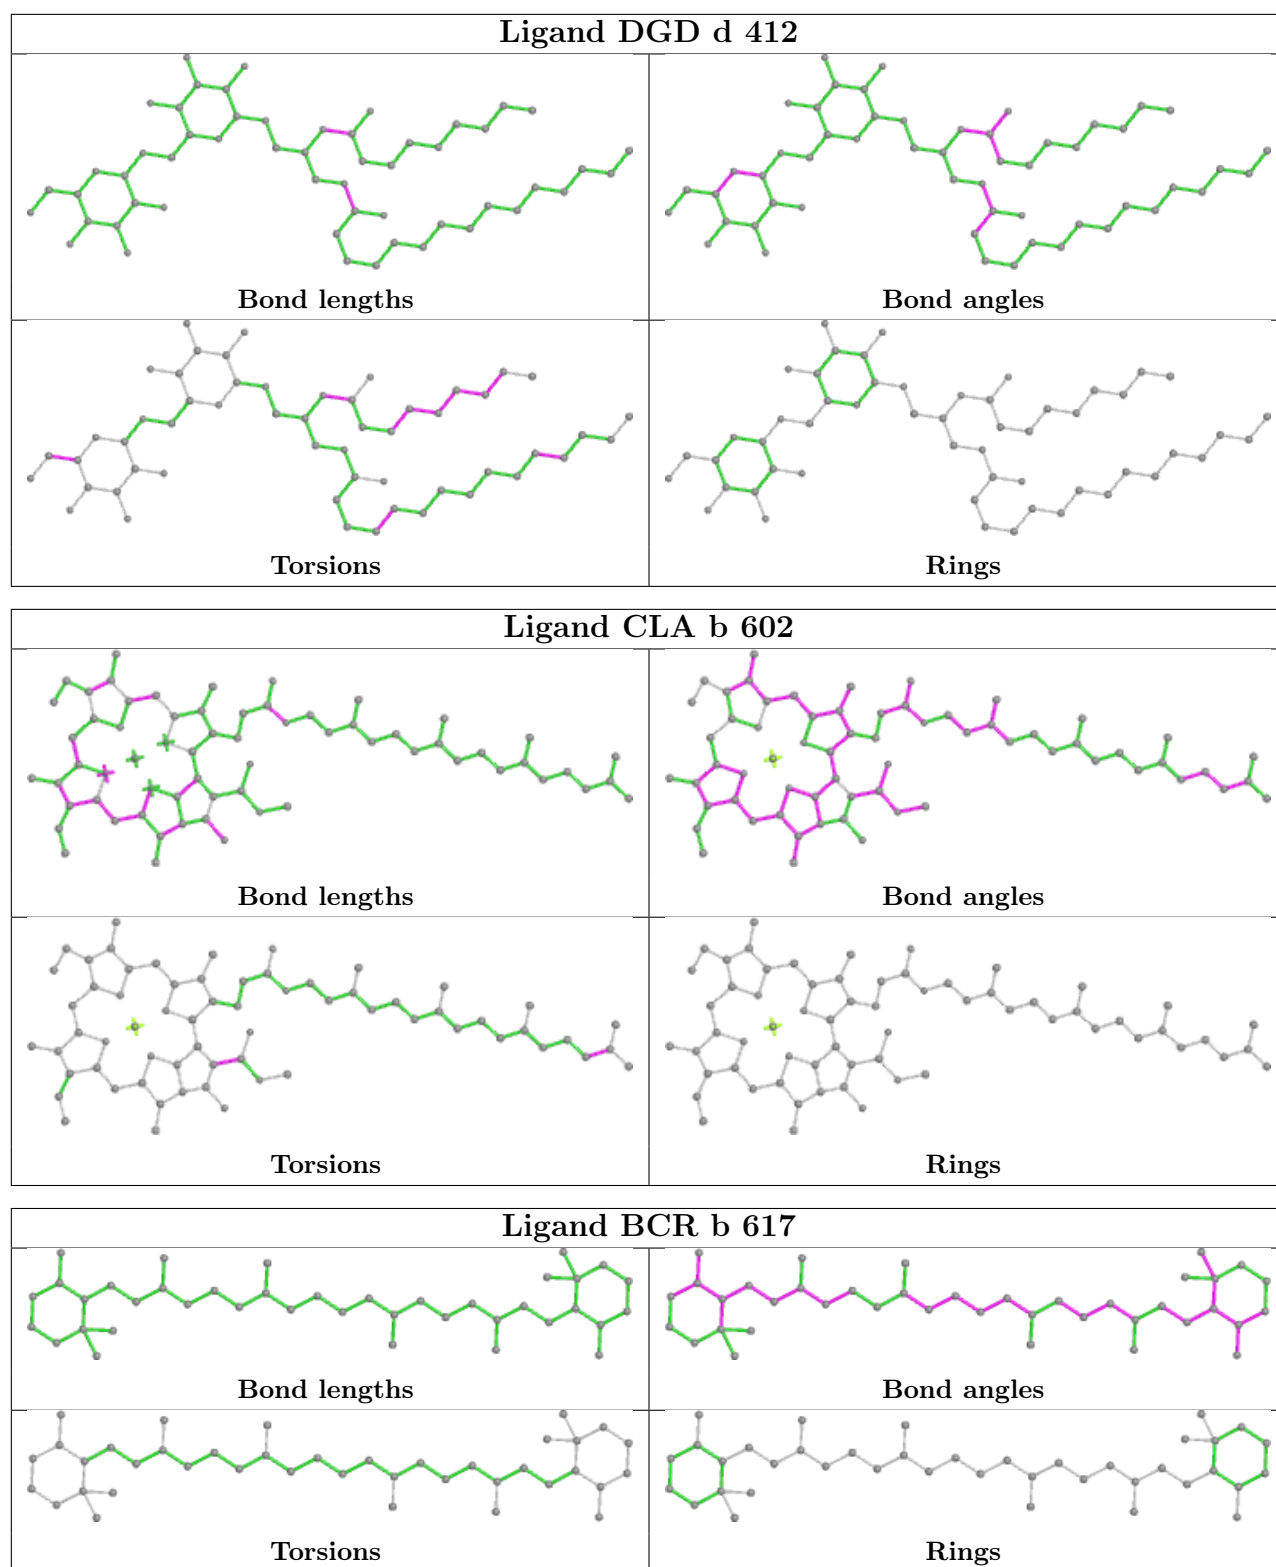 Ligand DGD d 412
Bond lengths
Bond angles
Torsions
Rings
Ligand CLA b 602
Bond lengths
Bond angles
Torsions
Rings
Ligand BCR b 617
Bond lengths
Bond angles
Torsions
Rings